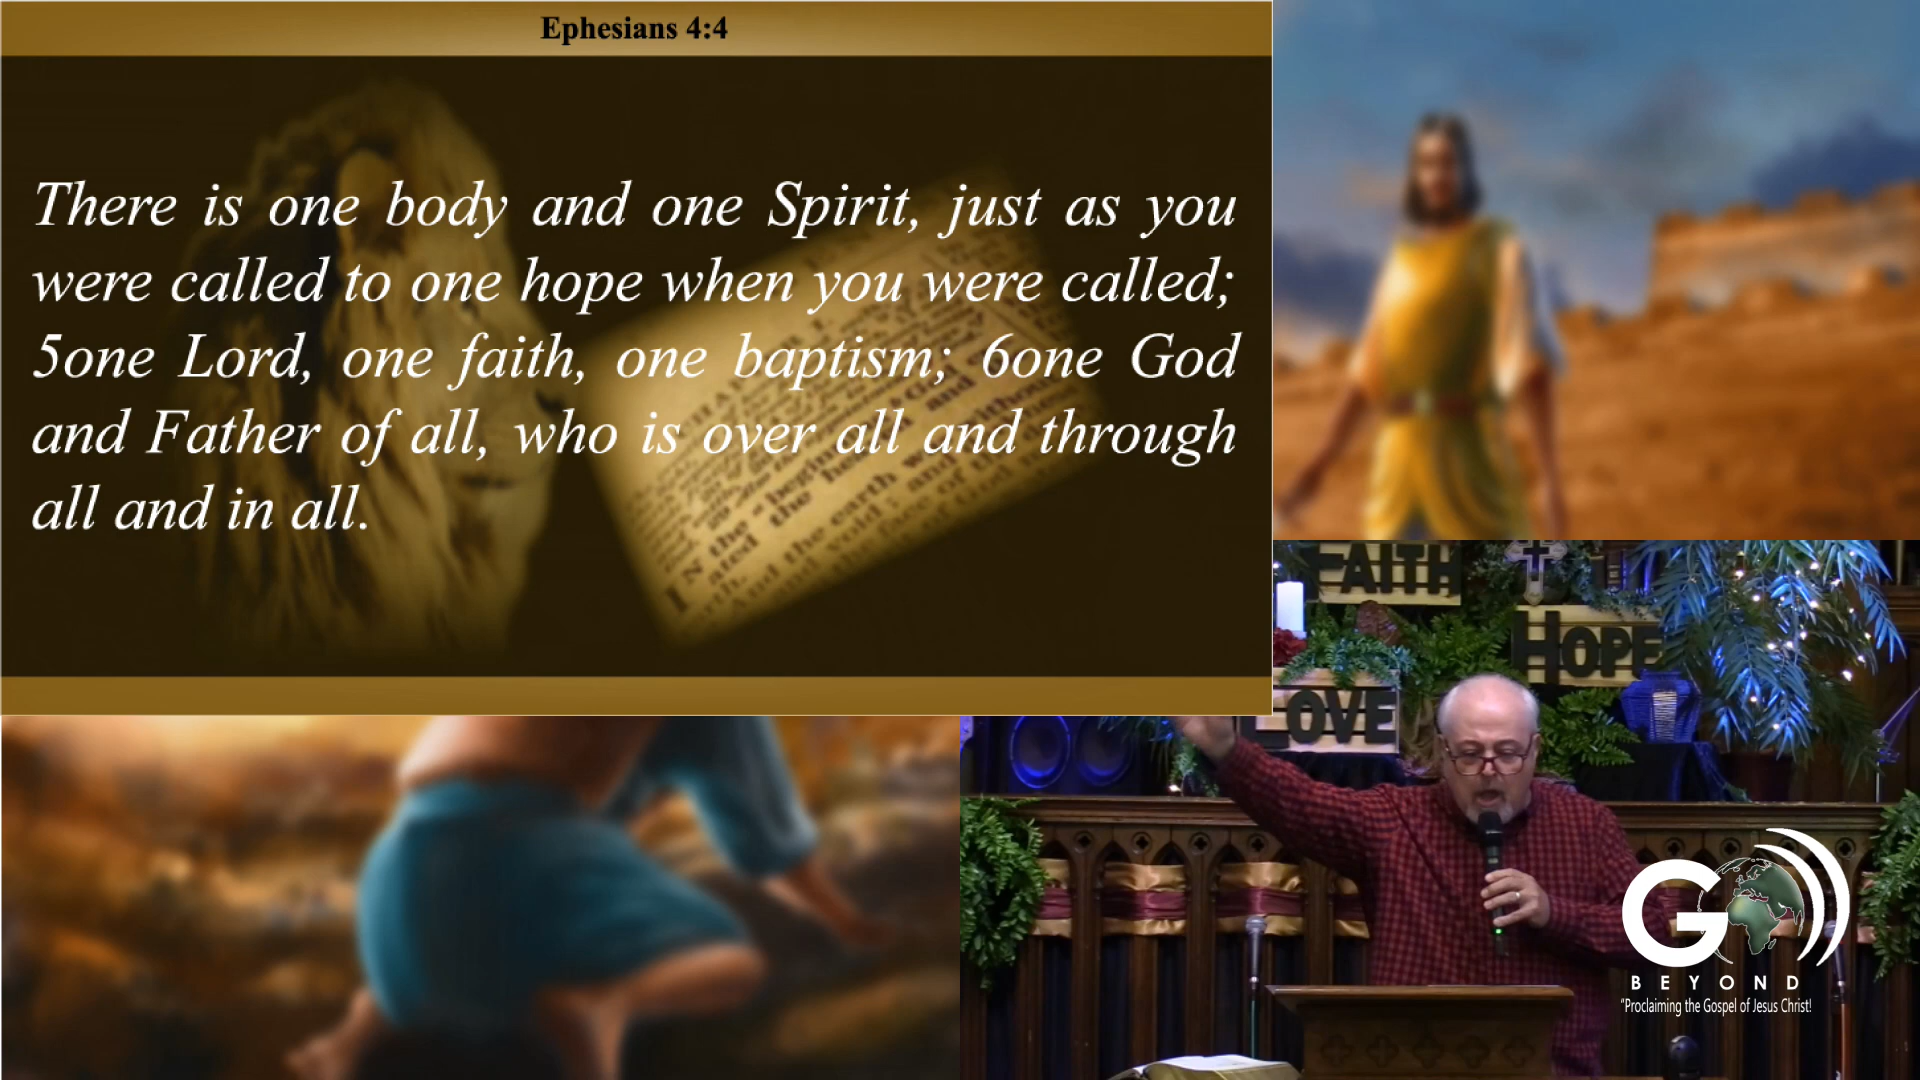 Ephesians 4:4
There is one body and one Spirit, just as you
were called to one hope when you were called;
5one Lord, one faith, one baptism; 6one God
and Father of all, who is over all and through
all and in all.
FAITH
HOPE
LOVE
GO
BEYOND
"Proclaiming the Gospel of Jesus Christ!